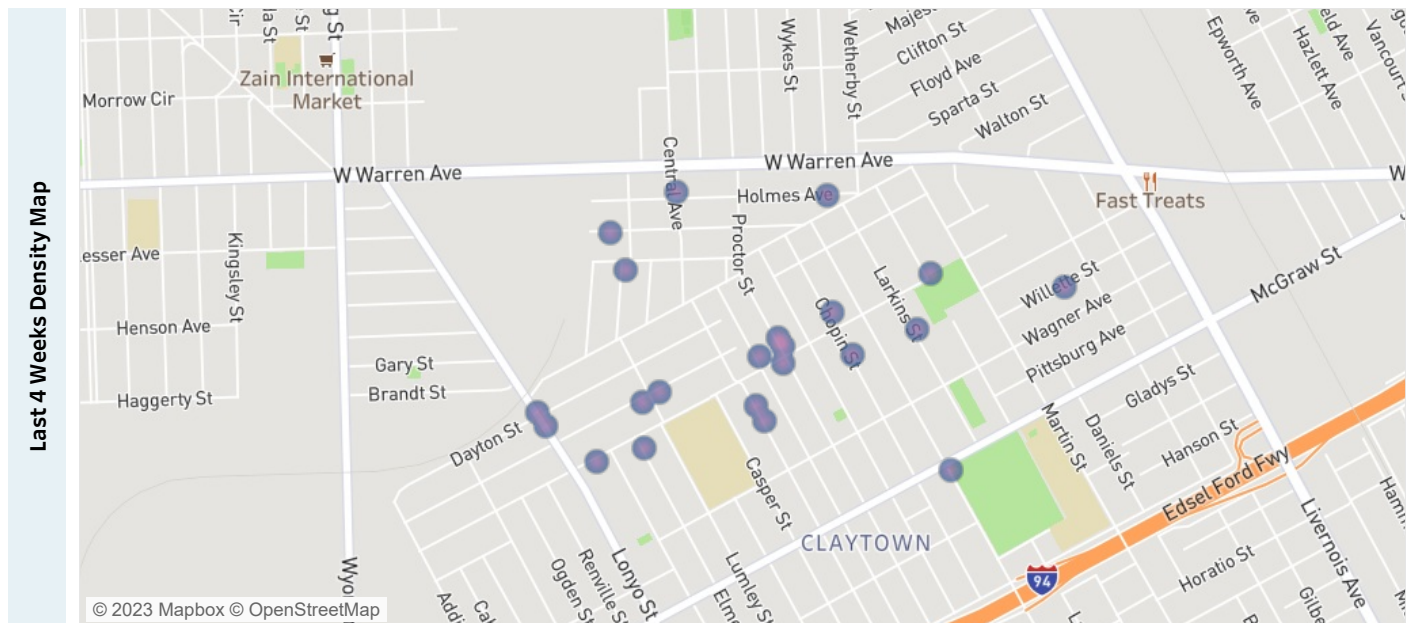 Last 4 Weeks Density Map
Zain International
Market
Morrow Cir
W Warren Ave
W Warren Ave
Central Ave
Holmes Ave
Proctor St
Wykes St
Wetherby St
Clifton St
Floyd Ave
Sparta St
Walton St
Epworth Ave
Hazlett Ave
Fast Treats
McGraw St
Kingsley St
Henson Ave
Haggerty St
Gary St
Brandt St
Dayton St
Chopin St
Larkins St
Willette St
Wagner Ave
Pittsburg Ave
Gladys St
Hanson St
Martin St
Daniels St
Casper St
CLAYTOWN
Edsel Ford Fwy
94
Livernois Ave
Horatio St
Lonyo St
Renville St
Ogden St
Lumley St
© 2023 Mapbox © OpenStreetMap